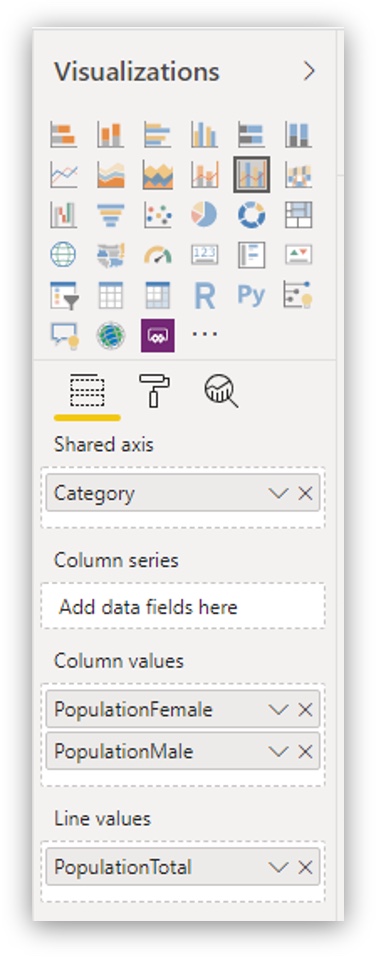 Visualizations
123
R
Py
Shared axis
Category
Column series
Add data fields here
Column values
PopulationFemale
PopulationMale
Line values
PopulationTotal